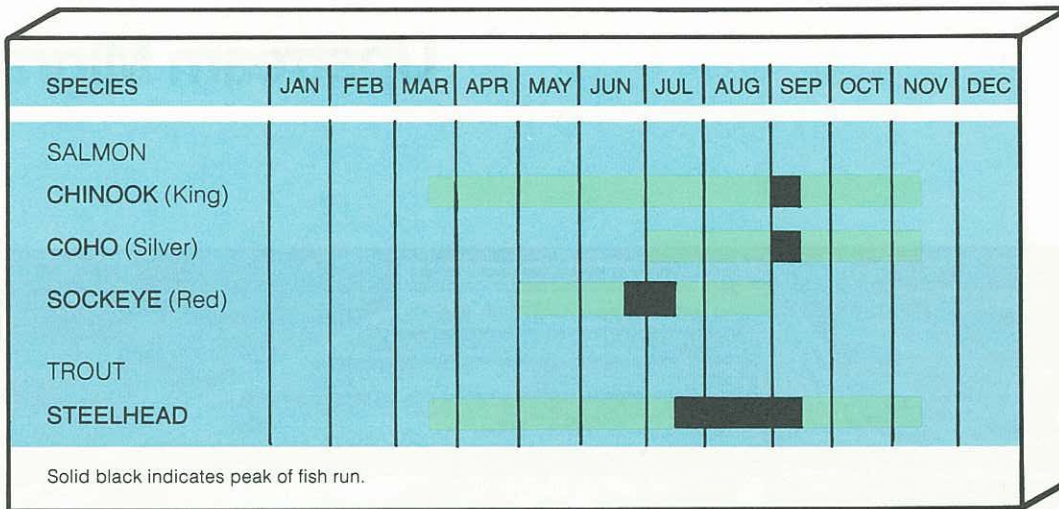 SPECIES JAN FEB MAR APR MAY JUN JUL AUG SEP OCT NOV DEC
SALMON
CHINOOK (King)
COHO (Silver)
SOCKEYE (Red)
TROUT
STEELHEAD
Solid black indicates peak of fish run.